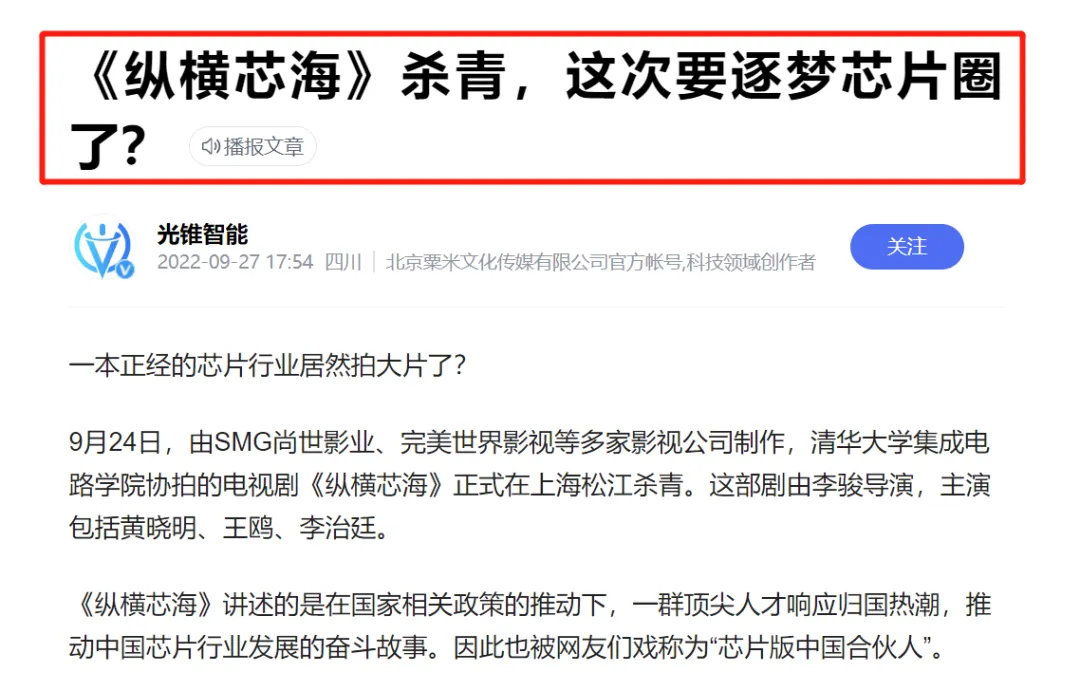 《纵横芯海》杀青，这次要逐梦芯片圈
了？ 播报文章
光锥智能
2022-09-27 17:54 四川 | 北京粟米文化传媒有限公司官方帐号,科技领域创作者
关注
一本正经的芯片行业居然拍大片了？
9月24日，由SMG尚世影业、完美世界影视等多家影视公司制作，清华大学集成电
路学院协拍的电视剧《纵横芯海》正式在上海松江杀青。这部剧由李骏导演，主演
包括黄晓明、王鸥、李治廷。
《纵横芯海》讲述的是在国家相关政策的推动下，一群顶尖人才响应归国热潮，推
动中国芯片行业发展的奋斗故事。因此也被网友们戏称为“芯片版中国合伙人”。